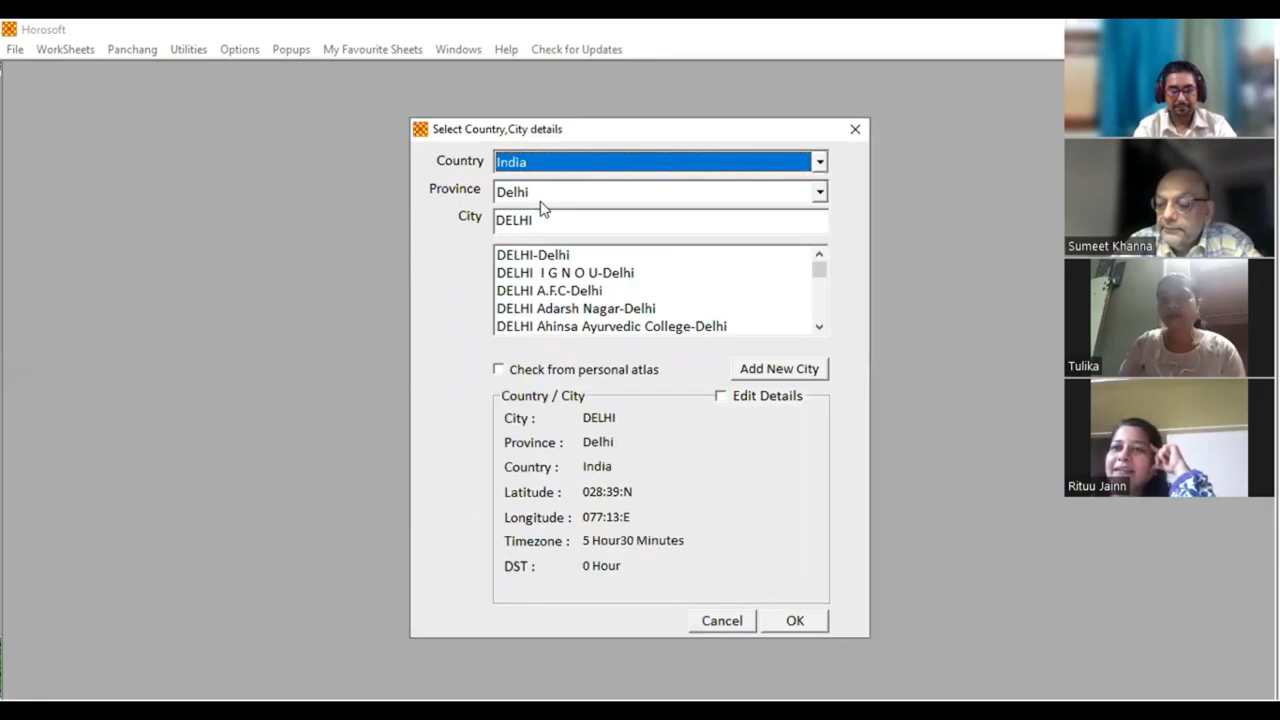 Horosoft
File WorkSheets Panchang Utilities Options Popups My Favourite Sheets Windows Help Check for Updates
Select Country,City details
Country India
Province Delhi
City DELHI
DELHI-Delhi
DELHI I G N O U-Delhi
DELHI A.F.C-Delhi
DELHI Adarsh Nagar-Delhi
DELHI Ahinsa Ayurvedic College-Delhi
Check from personal atlas Add New City
Country / City Edit Details
City : DELHI
Province : Delhi
Country : India
Latitude : 028:39:N
Longitude : 077:13:E
Timezone : 5 Hour30 Minutes
DST : 0 Hour
Cancel OK
Sumeet Khanna
Tulika
Rituu Jainn